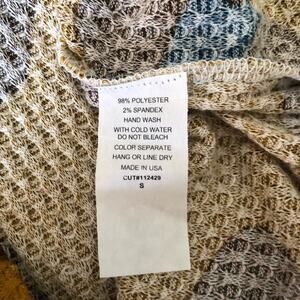 98% POLYESTER
2% SPANDEX
HAND WASH
WITH COLD WATER
DO NOT BLEACH
COLOR SEPARATE
HANG OR LINE DRY
MADE IN USA
CUT#112429
S